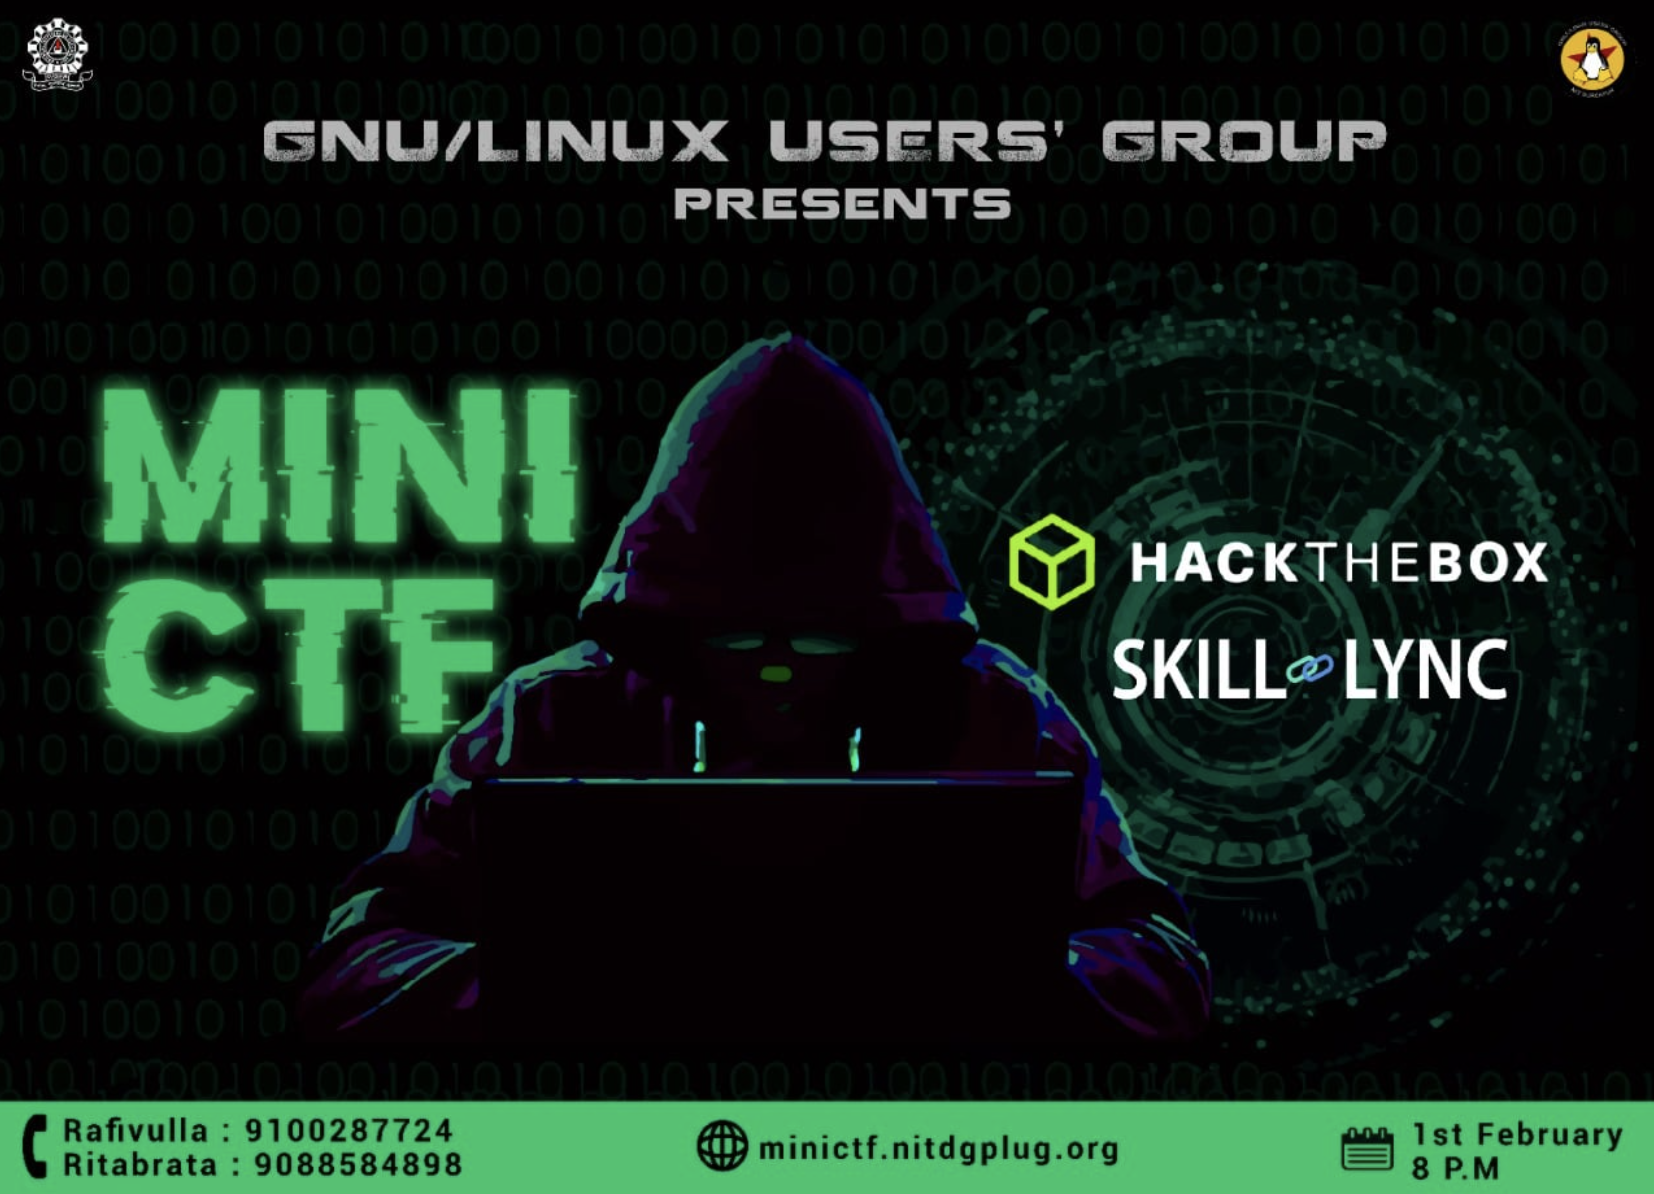 GNU/LINUX USERS' GROUP
PRESENTS
MINI
CTF
HACKTHEBOX
SKILL LYNC
Rafivulla : 9100287724
Ritabrata : 9088584898
minictf.nitdgplug.org
1st February
8 P.M